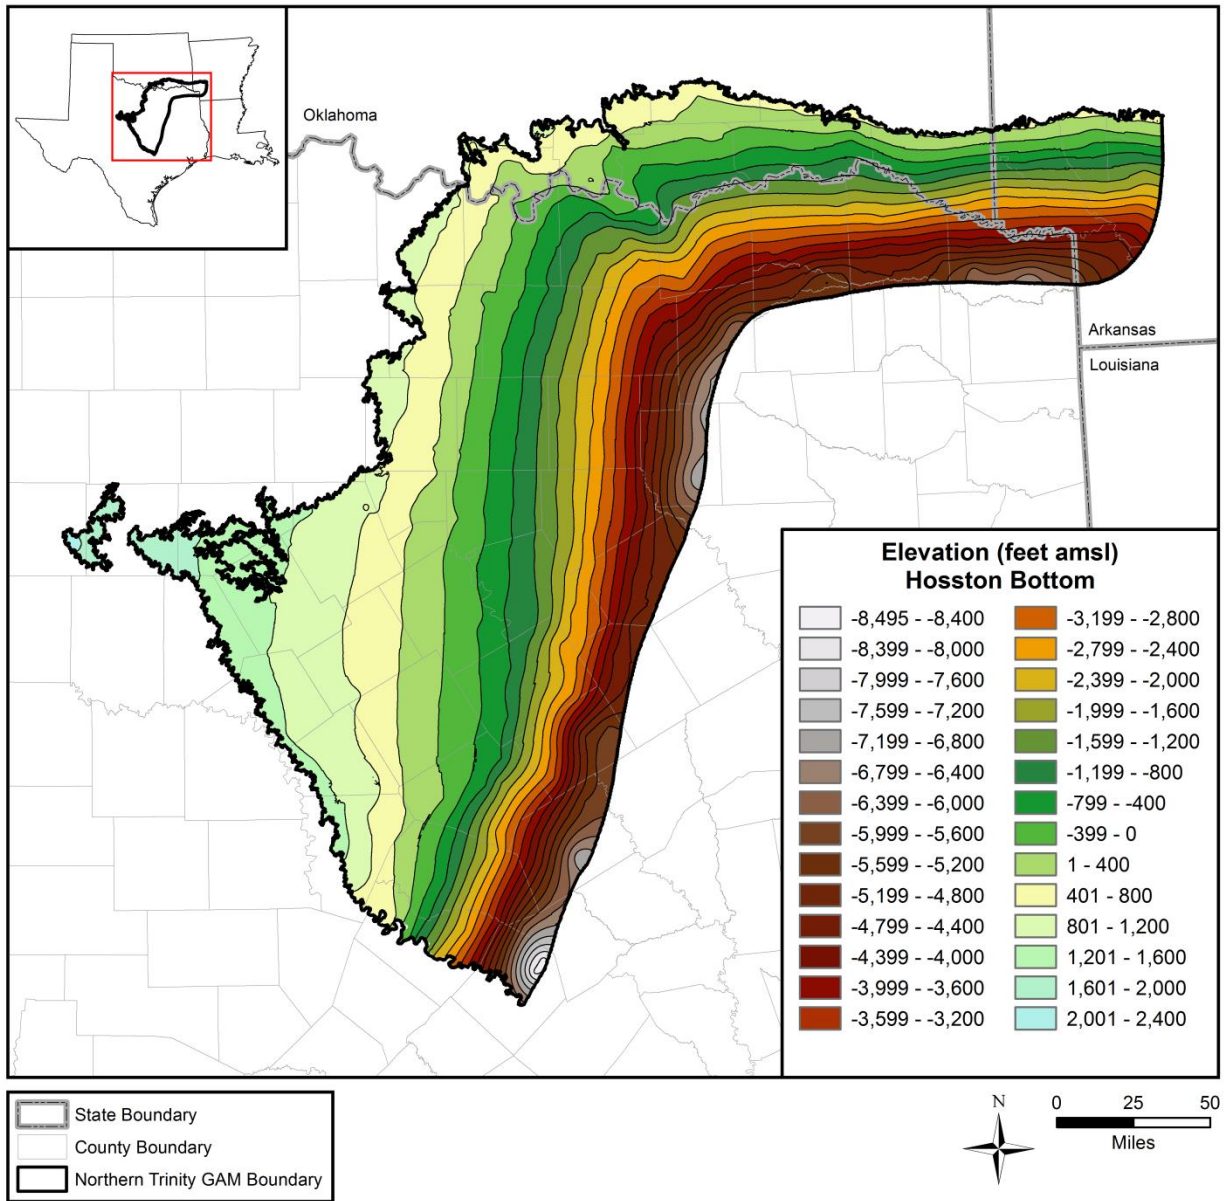 Oklahoma
Arkansas
Louisiana
Elevation (feet amsl)
Hosston Bottom
-8,495 - -8,400
-8,399 - -8,000
-7,999 - -7,600
-7,599 - -7,200
-7,199 - -6,800
-6,799 - -6,400
-6,399 - -6,000
-5,999 - -5,600
-5,599 - -5,200
-5,199 - -4,800
-4,799 - -4,400
-4,399 - -4,000
-3,999 - -3,600
-3,599 - -3,200
-3,199 - -2,800
-2,799 - -2,400
-2,399 - -2,000
-1,999 - -1,600
-1,599 - -1,200
-1,199 - -800
-799 - -400
-399 - 0
1 - 400
401 - 800
801 - 1,200
1,201 - 1,600
1,601 - 2,000
2,001 - 2,400
State Boundary
County Boundary
Northern Trinity GAM Boundary
N
0 25 50
Miles